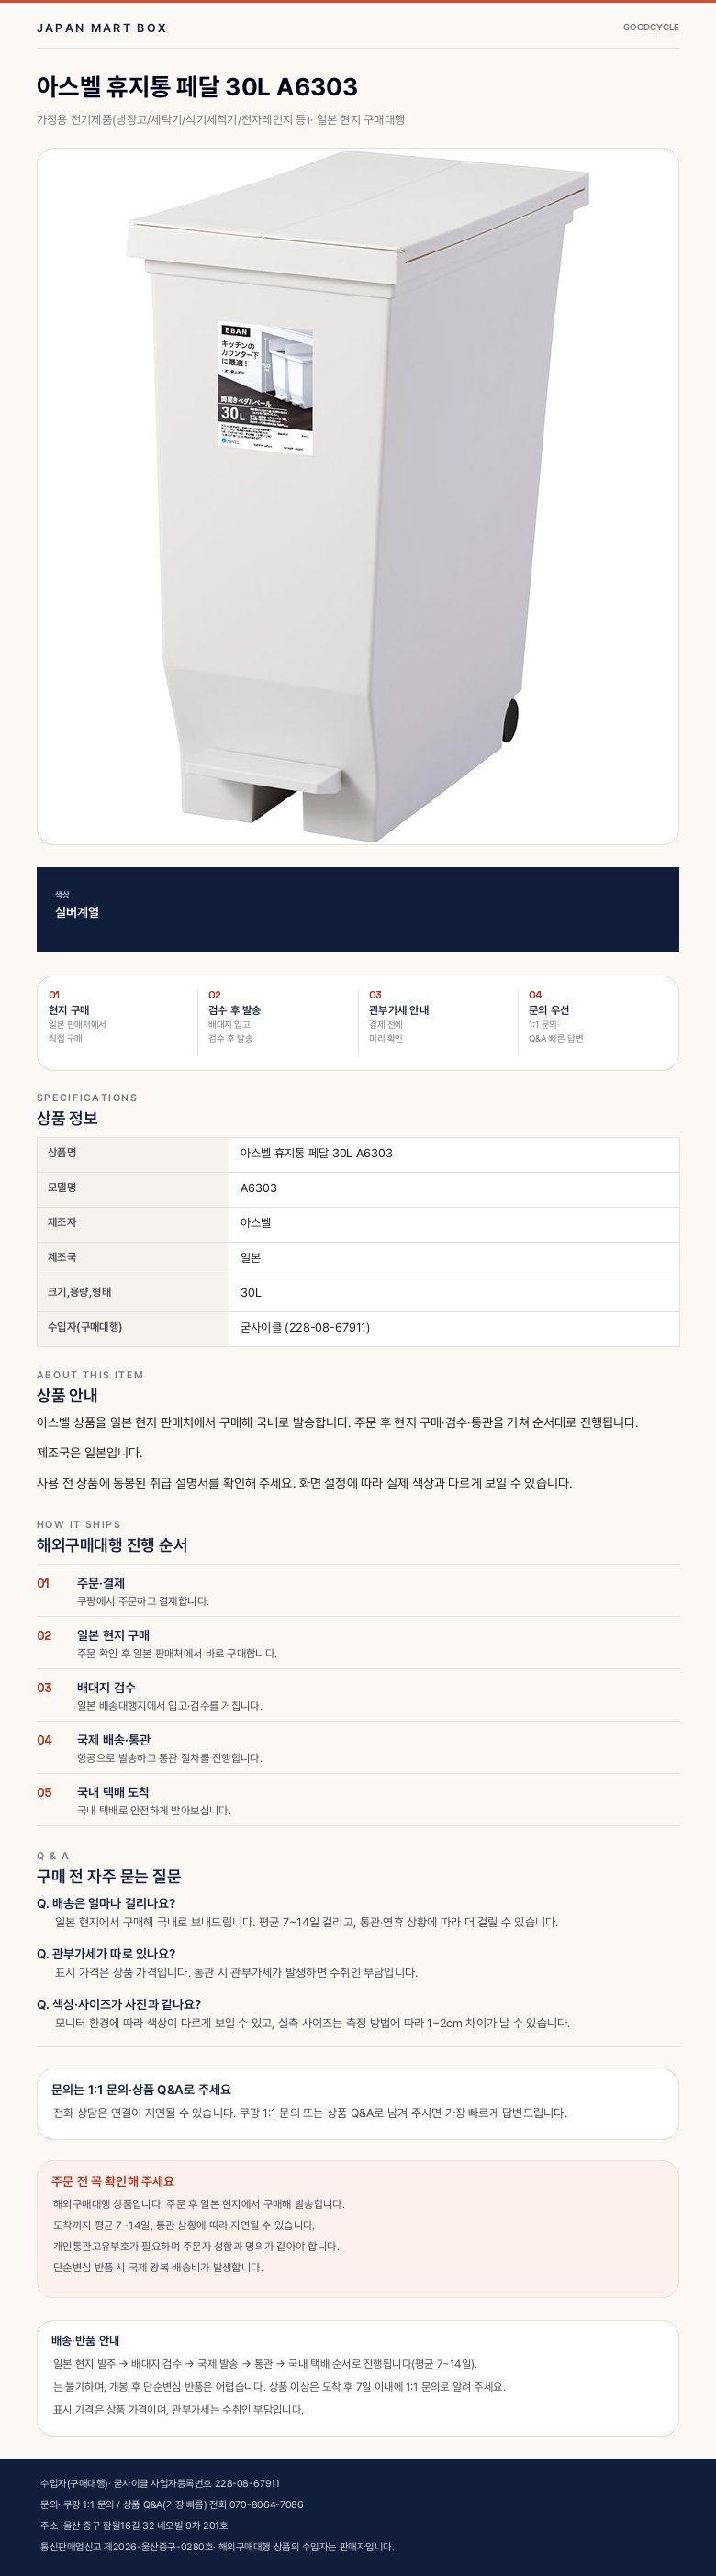 JAPAN MART BOX
GOODCYCLE
아스벨 휴지통 페달 30L A6303
가정용 전기제품(냉장고/세탁기/식기세척기/전자레인지 등)· 일본 현지 구매대행
EBAN
キッチンの
カウンター下
に最適！
両開きペダルペール
30L
색상
실버계열
01
현지 구매
일본 판매처에서
직접 구매
02
검수 후 발송
배대지 입고·
검수 후 발송
03
관부가세 안내
결제 전에
미리 확인
04
문의 우선
1:1 문의·
Q&A 빠른 답변
SPECIFICATIONS
상품 정보
상품명 아스벨 휴지통 페달 30L A6303
모델명 A6303
제조자 아스벨
제조국 일본
크기,용량,형태 30L
수입자(구매대행) 굳사이클 (228-08-67911)
ABOUT THIS ITEM
상품 안내
아스벨 상품을 일본 현지 판매처에서 구매해 국내로 발송합니다. 주문 후 현지 구매·검수·통관을 거쳐 순서대로 진행됩니다.
제조국은 일본입니다.
사용 전 상품에 동봉된 취급 설명서를 확인해 주세요. 화면 설정에 따라 실제 색상과 다르게 보일 수 있습니다.
HOW IT SHIPS
해외구매대행 진행 순서
01 주문·결제
쿠팡에서 주문하고 결제합니다.
02 일본 현지 구매
주문 확인 후 일본 판매처에서 바로 구매합니다.
03 배대지 검수
일본 배송대행지에서 입고·검수를 거칩니다.
04 국제 배송·통관
항공으로 발송하고 통관 절차를 진행합니다.
05 국내 택배 도착
국내 택배로 안전하게 받아보십니다.
Q & A
구매 전 자주 묻는 질문
Q. 배송은 얼마나 걸리나요?
일본 현지에서 구매해 국내로 보내드립니다. 평균 7~14일 걸리고, 통관·연휴 상황에 따라 더 걸릴 수 있습니다.
Q. 관부가세가 따로 있나요?
표시 가격은 상품 가격입니다. 통관 시 관부가세가 발생하면 수취인 부담입니다.
Q. 색상·사이즈가 사진과 같나요?
모니터 환경에 따라 색상이 다르게 보일 수 있고, 실측 사이즈는 측정 방법에 따라 1~2cm 차이가 날 수 있습니다.
문의는 1:1 문의·상품 Q&A로 주세요
전화 상담은 연결이 지연될 수 있습니다. 쿠팡 1:1 문의 또는 상품 Q&A로 남겨 주시면 가장 빠르게 답변드립니다.
주문 전 꼭 확인해 주세요
해외구매대행 상품입니다. 주문 후 일본 현지에서 구매해 발송합니다.
도착까지 평균 7~14일, 통관 상황에 따라 지연될 수 있습니다.
개인통관고유부호가 필요하며 주문자 성함과 명의가 같아야 합니다.
단순변심 반품 시 국제 왕복 배송비가 발생합니다.
배송·반품 안내
일본 현지 발주 → 배대지 검수 → 국제 발송 → 통관 → 국내 택배 순서로 진행됩니다(평균 7~14일).
는 불가하며, 개봉 후 단순변심 반품은 어렵습니다. 상품 이상은 도착 후 7일 이내에 1:1 문의로 알려 주세요.
표시 가격은 상품 가격이며, 관부가세는 수취인 부담입니다.
수입자(구매대행)· 굳사이클 사업자등록번호 228-08-67911
문의· 쿠팡 1:1 문의 / 상품 Q&A(가장 빠름) 전화 070-8064-7086
주소· 울산 중구 함월16길 32 네오빌 9차 201호
통신판매업신고 제2026-울산중구-0280호· 해외구매대행 상품의 수입자는 판매자입니다.